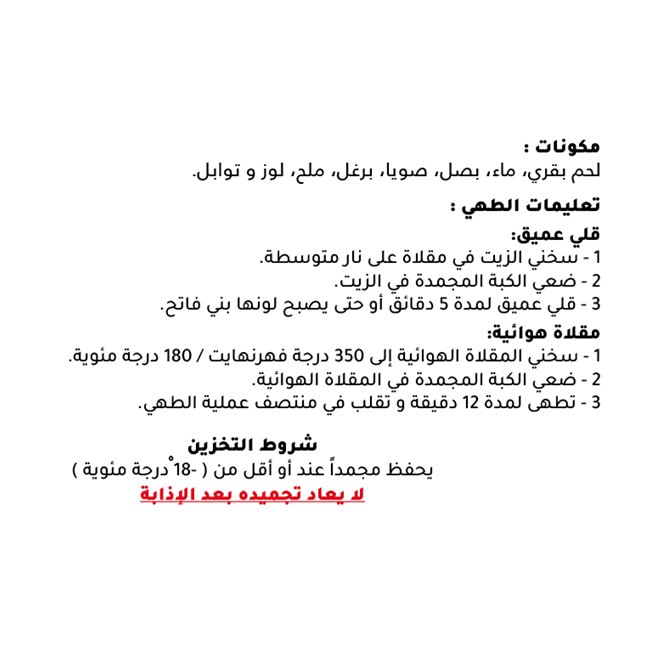 مكونات :
لحم بقري، ماء، بصل، صويا، برغل، ملح، لوز و توابل.
تعليمات الطهي :
قلي عميق:
1 - سخني الزيت في مقلاة على نار متوسطة.
2 - ضعي الكبة المجمدة في الزيت.
3 - قلي عميق لمدة 5 دقائق أو حتى يصبح لونها بني فاتح.
مقلاة هوائية:
1 - سخني المقلاة الهوائية إلى 350 درجة فهرنهايت / 180 درجة مئوية.
2 - ضعي الكبة المجمدة في المقلاة الهوائية.
3 - تطهى لمدة 12 دقيقة و تقلب في منتصف عملية الطهي.
شروط التخزين
يحفظ مجمداً عند أو أقل من ( -18 ْدرجة مئوية )
لا يعاد تجميده بعد الإذابة